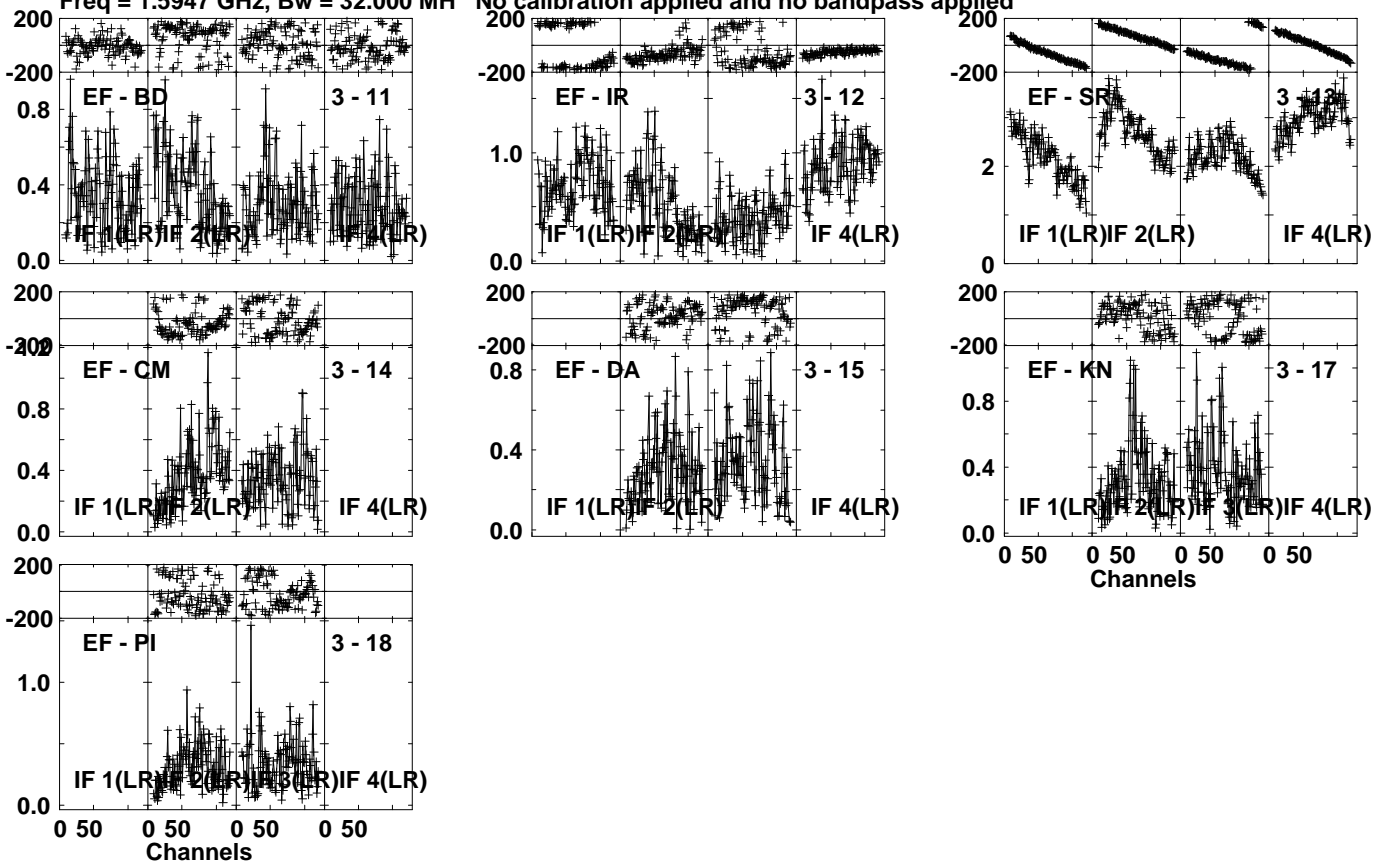 Freq = 1.5947 GHz, Bw = 32.000 MH No calibration applied and no bandpass applied
200 200 200
-200 -200 -200
EF - BD 3 - 11 EF - IR 3 - 12 EF - SR 3 - 13
0.8 1.0 2
0.4
IF 1(LR) IF 2(LR) IF 4(LR) IF 1(LR) IF 2(LR) IF 4(LR) IF 1(LR) IF 2(LR) IF 4(LR)
0.0 0.0 0
200 200 200
-200 -200 -200
1.2
EF - CM 3 - 14 EF - DA 3 - 15 EF - KN 3 - 17
0.8 0.8 0.8
0.4 0.4 0.4
IF 1(LR) IF 2(LR) IF 4(LR) IF 1(LR) IF 2(LR) IF 4(LR) IF 1(LR) IF 2(LR) IF 3(LR) IF 4(LR)
0.0 0.0 0.0
0 50 0 50 0 50 0 50
Channels
200
-200
EF - PI 3 - 18
1.0
IF 1(LR) IF 2(LR) IF 3(LR) IF 4(LR)
0.0
0 50 0 50 0 50 0 50
Channels